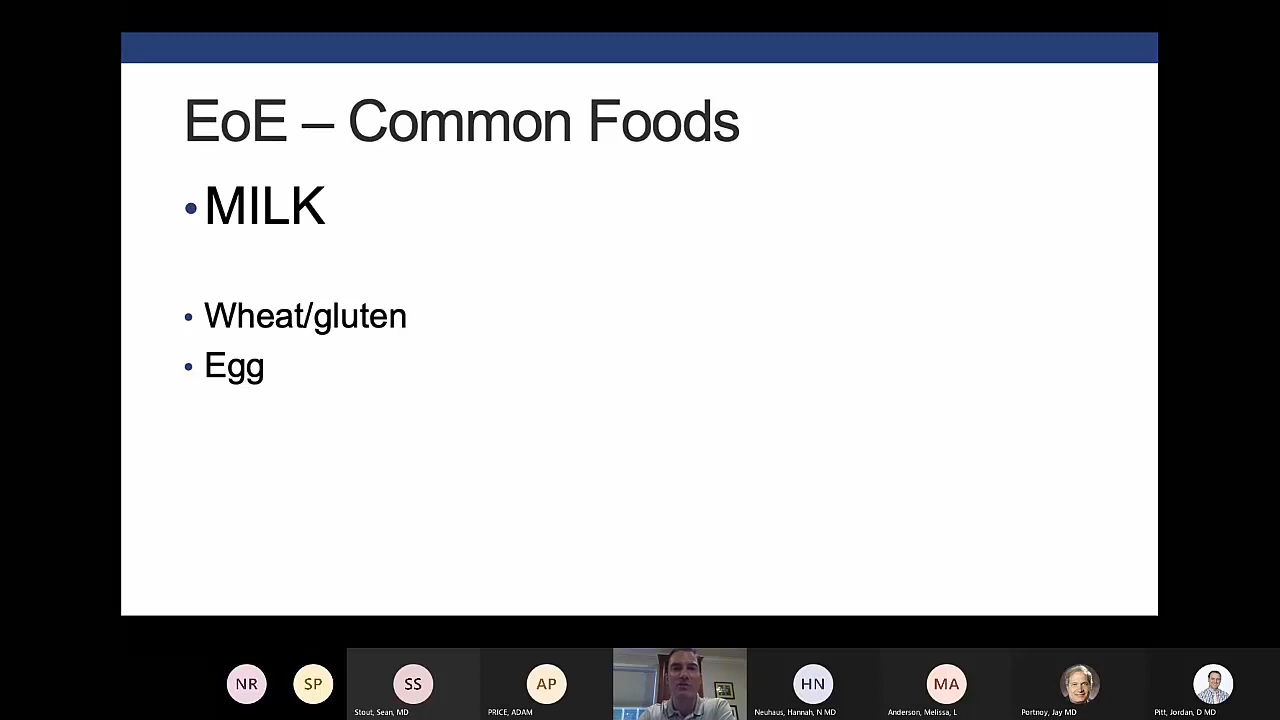 EoE – Common Foods
• MILK
• Wheat/gluten
• Egg
NR
SP
SS
AP
HN
MA
Stout, Sean, MD
PRICE, ADAM
Neuhaus, Hannah, N MD
Anderson, Melissa, L
Portnoy, Jay MD
Pitt, Jordan, D MD